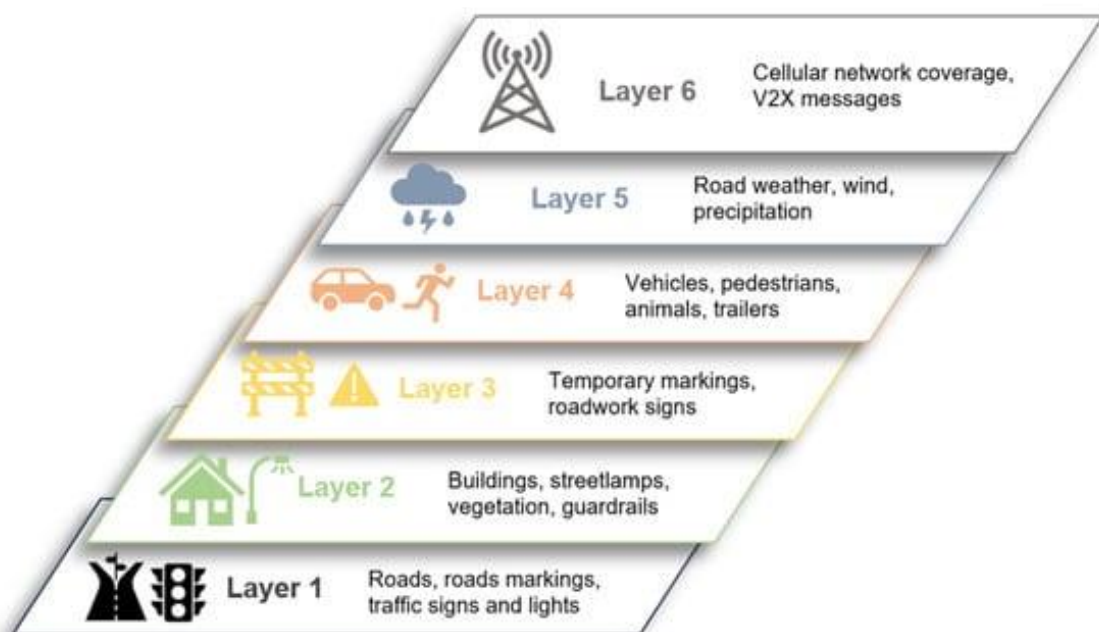 Layer 6
Cellular network coverage,
V2X messages
Layer 5
Road weather, wind,
precipitation
Layer 4
Vehicles, pedestrians,
animals, trailers
Layer 3
Temporary markings,
roadwork signs
Layer 2
Buildings, streetlamps,
vegetation, guardrails
Layer 1
Roads, roads markings,
traffic signs and lights